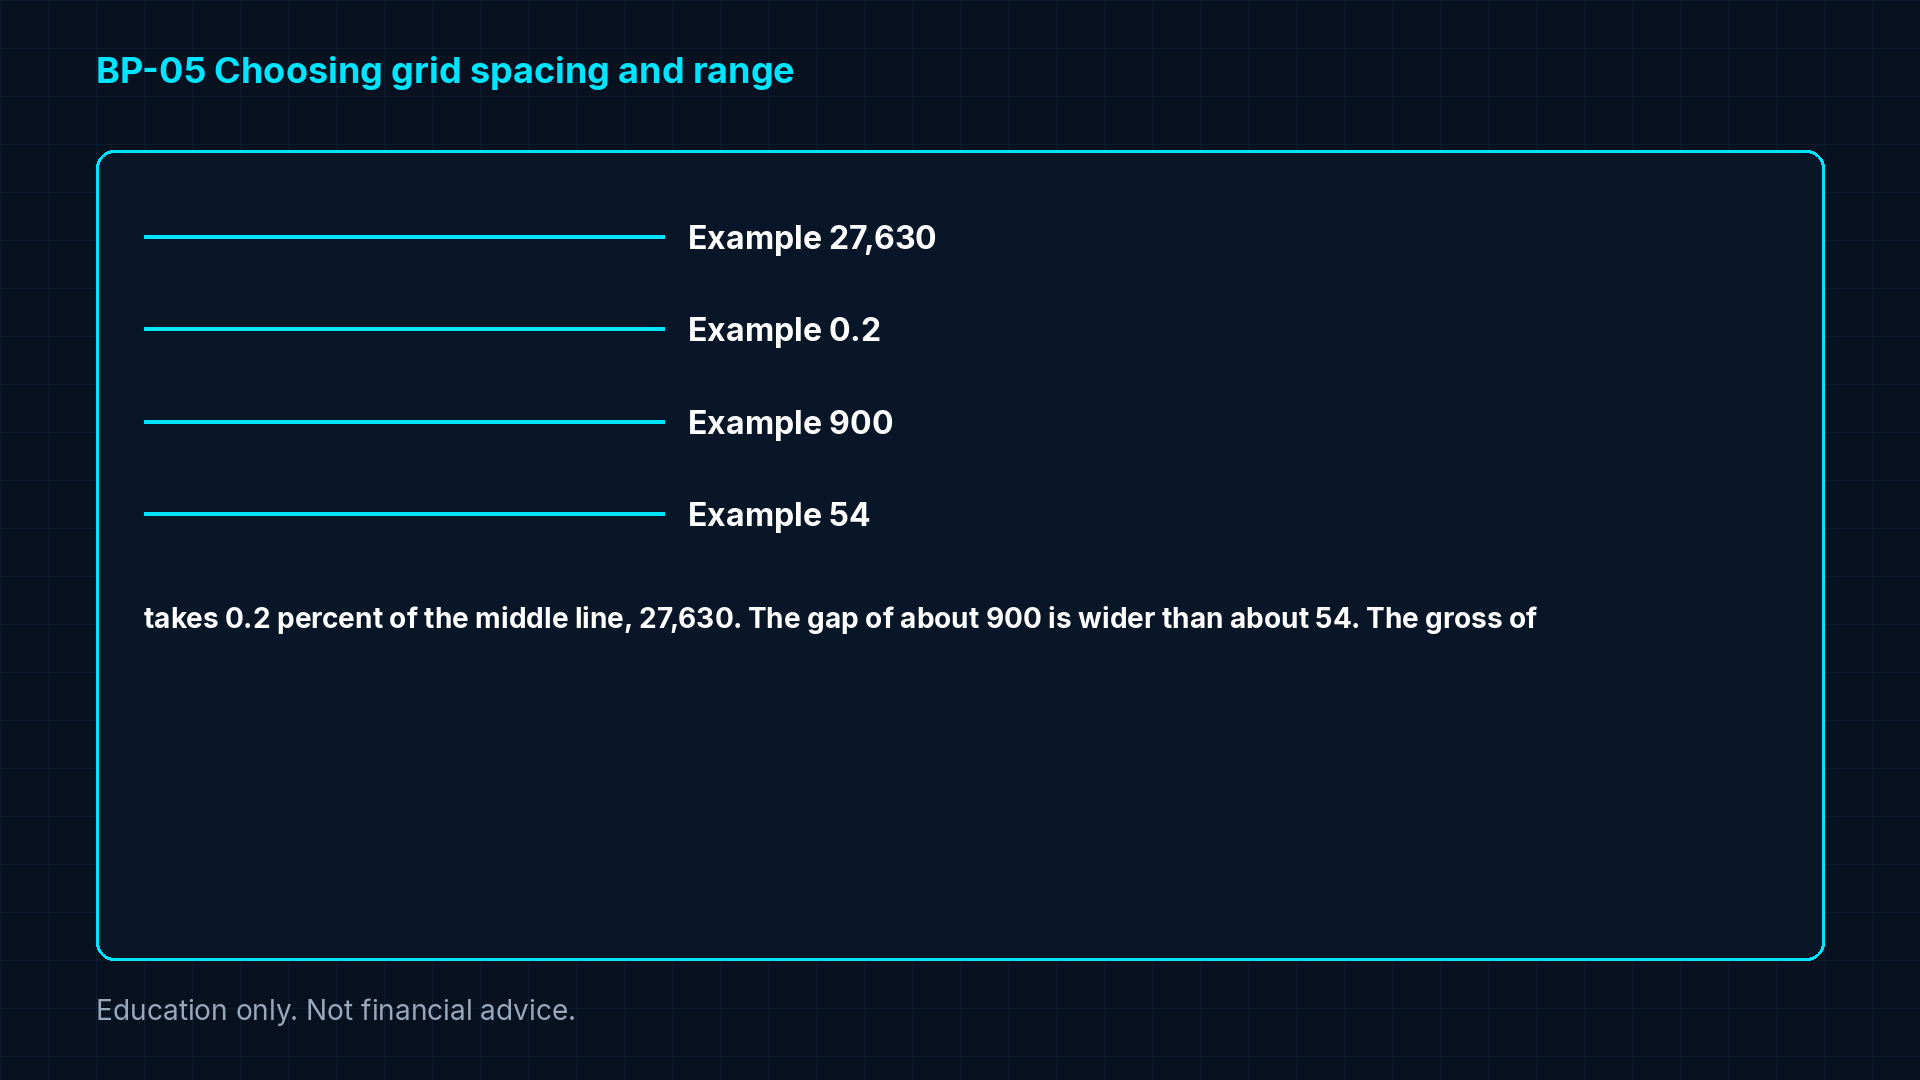 BP-05 Choosing grid spacing and range
Example 27,630
Example 0.2
Example 900
Example 54
takes 0.2 percent of the middle line, 27,630. The gap of about 900 is wider than about 54. The gross of
Education only. Not financial advice.